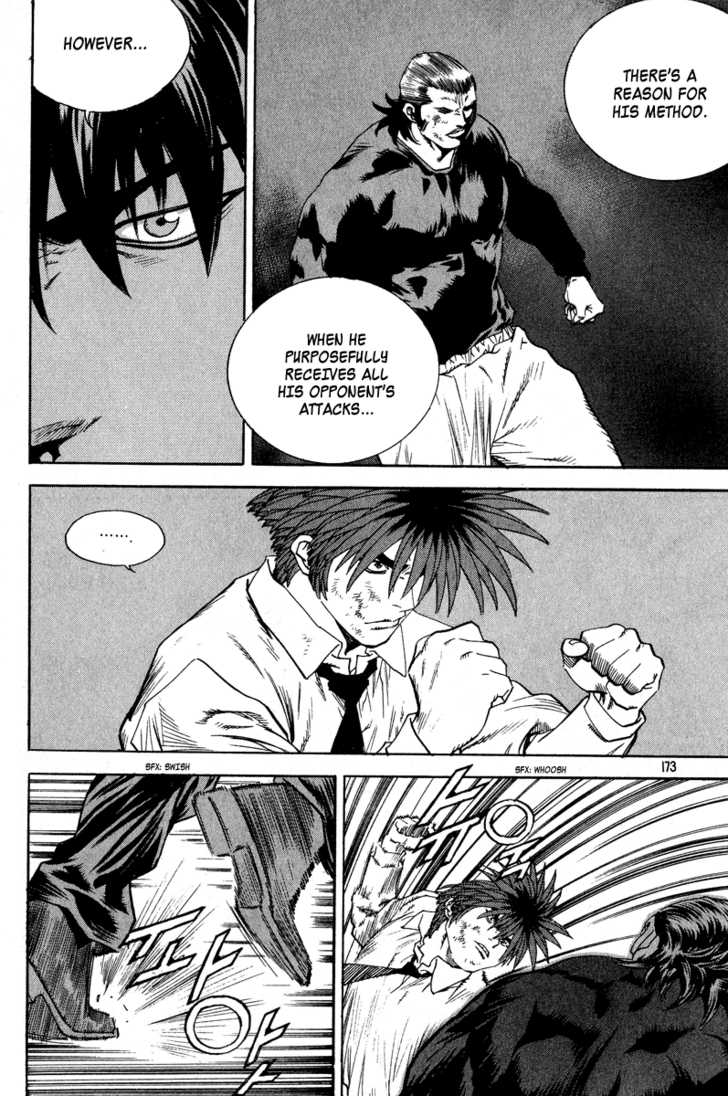 HOWEVER...
THERE'S A
REASON FOR
HIS METHOD.
WHEN HE
PURPOSEFULLY
RECEIVES ALL
HIS OPPONENT'S
ATTACKS...
.......
SFX: SWISH
SFX: WHOOSH
173